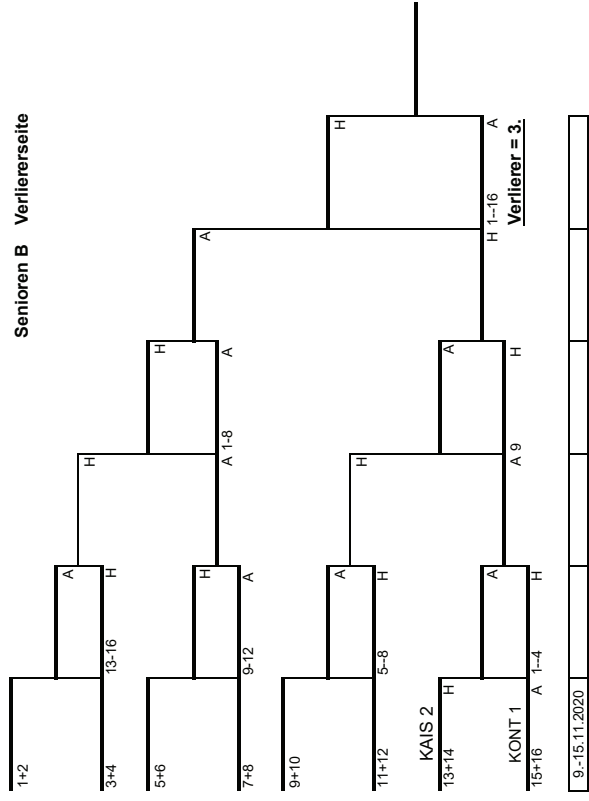 Senioren B Verliererseite
1+2
A
H
3+4 13-16 H
5+6 H
H A
A 1-8 A
7+8 9-12 A
9+10
A H
H
11+12 5--8 H
KAIS 2
13+14 H A
A H 1--16 A
KONT 1 A 9 H Verlierer = 3.
15+16 A 1--4 H
9.-15.11.2020